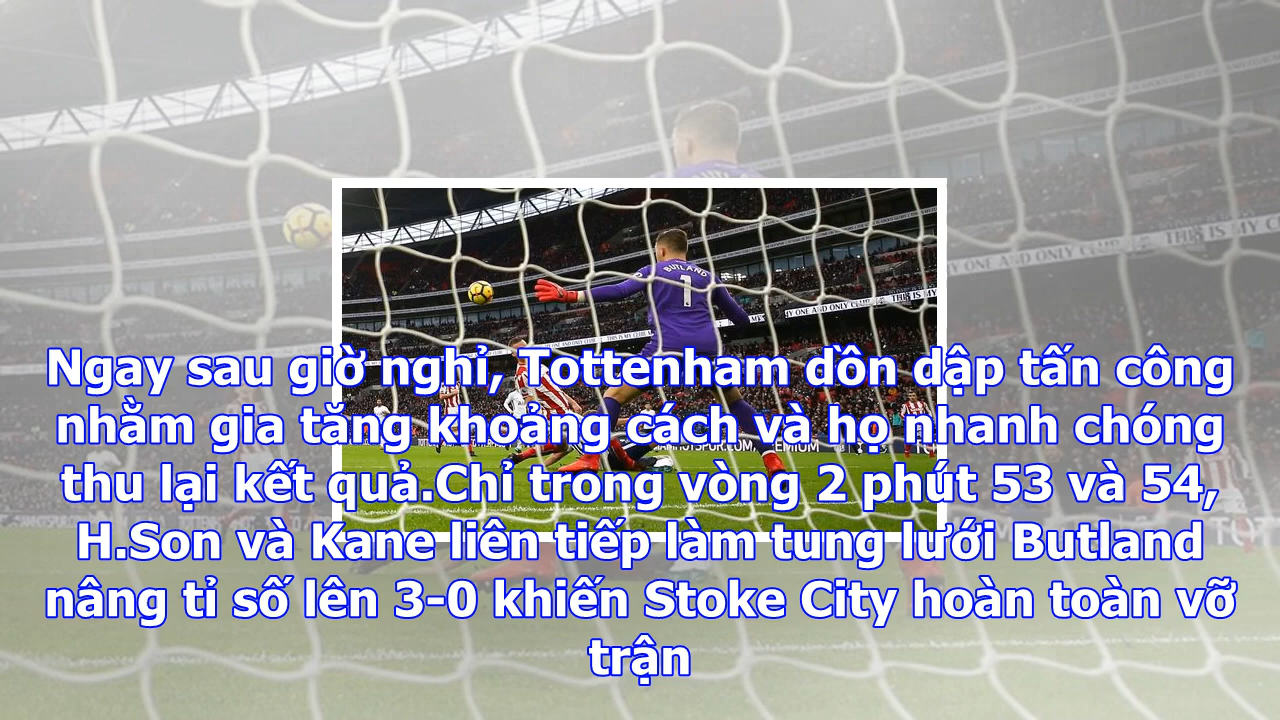 BUTLAND
1
Ngay sau giờ nghỉ, Tottenham dồn dập tấn công
nhằm gia tăng khoảng cách và họ nhanh chóng
thu lại kết quả.Chỉ trong vòng 2 phút 53 và 54,
H.Son và Kane liên tiếp làm tung lưới Butland
nâng tỉ số lên 3-0 khiến Stoke City hoàn toàn vỡ
trận